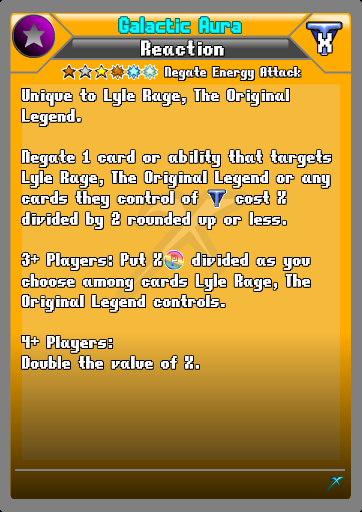 Galactic Aura
Reaction
X
Negate Energy Attack
Unique to Lyle Rage, The Original
Legend.
Negate 1 card or ability that targets
Lyle Rage, The Original Legend or any
cards they control of cost X
divided by 2 rounded up or less.
3+ Players: Put X P divided as you
choose among cards Lyle Rage, The
Original Legend controls.
4+ Players:
Double the value of X.